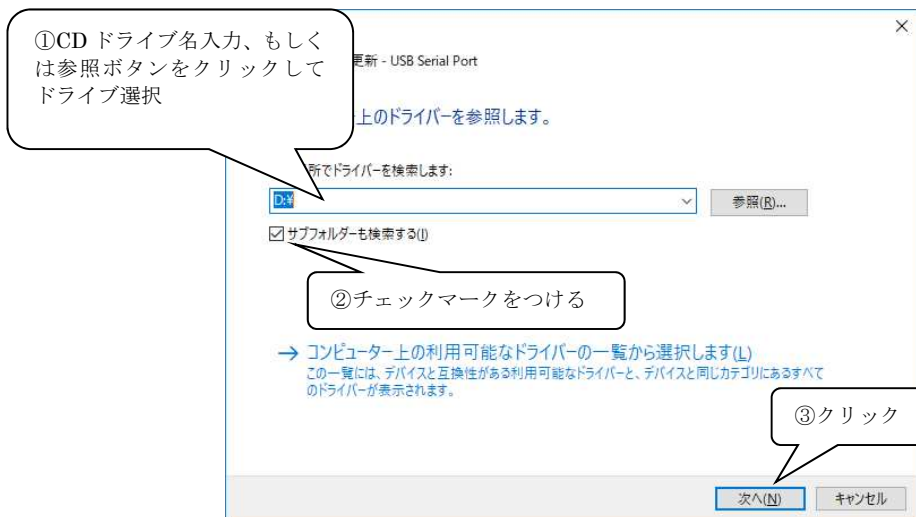 ①CD ドライブ名入力、もしく
は参照ボタンをクリックして
ドライブ選択
更新 - USB Serial Port
上のドライバーを参照します。
所でドライバーを検索します:
D:¥
参照(R)...
サブフォルダーも検索する(I)
②チェックマークをつける
→ コンピューター上の利用可能なドライバーの一覧から選択します(L)
この一覧には、デバイスと互換性がある利用可能なドライバーと、デバイスと同じカテゴリにあるすべて
のドライバーが表示されます。
③クリック
次へ(N)
キャンセル